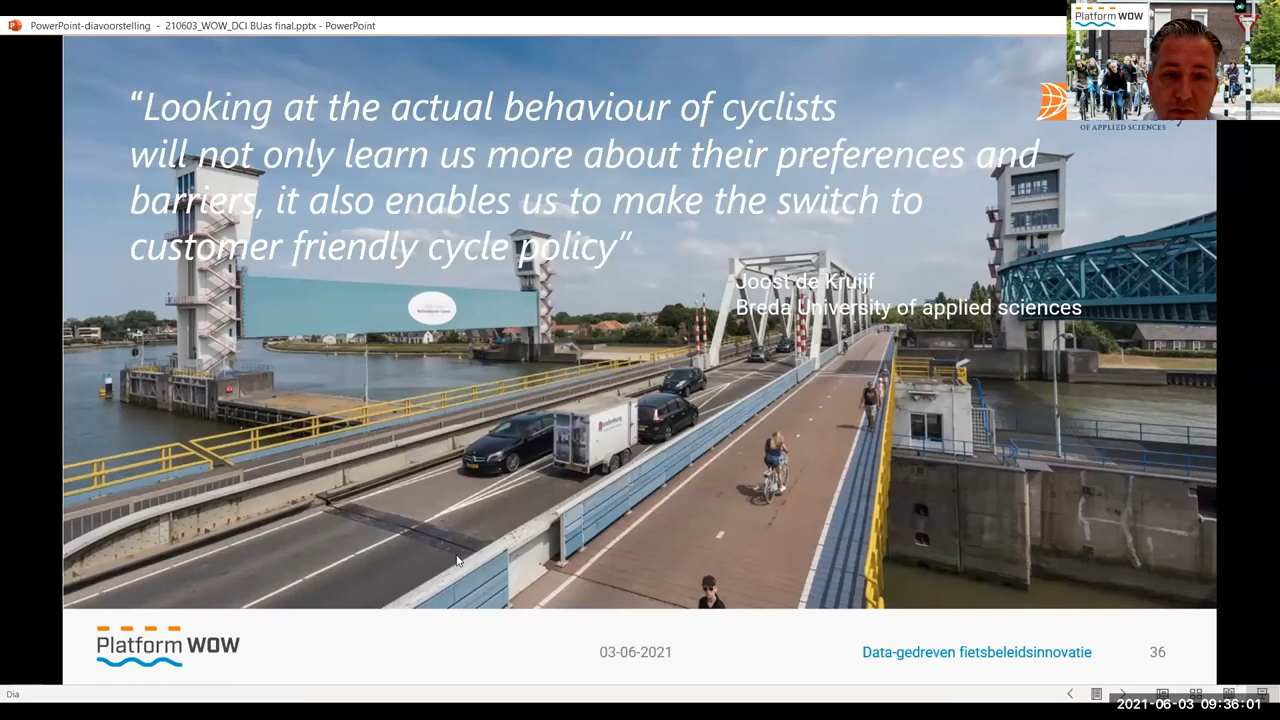 PowerPoint-diavoorstelling - 210603_WOW_DCI BUas final.pptx - PowerPoint
Platform WOW
OF APPLIED SCIENCES
“Looking at the actual behaviour of cyclists
will not only learn us more about their preferences and
barriers, it also enables us to make the switch to
customer friendly cycle policy”
Joost de Kruijf
Breda University of applied sciences
Platform WOW
03-06-2021
Data-gedreven fietsbeleidsinnovatie
36
Dia
2021-06-03 09:36:01